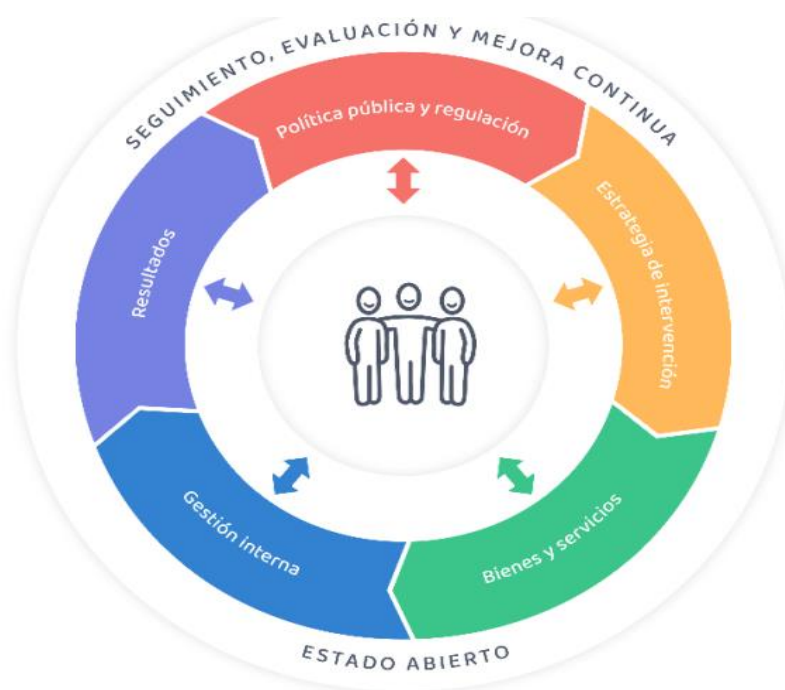 SEGUIMIENTO, EVALUACIÓN Y MEJORA CONTINUA
Política pública y regulación
Estrategia de intervención
Bienes y servicios
Gestión interna
Resultados
ESTADO ABIERTO